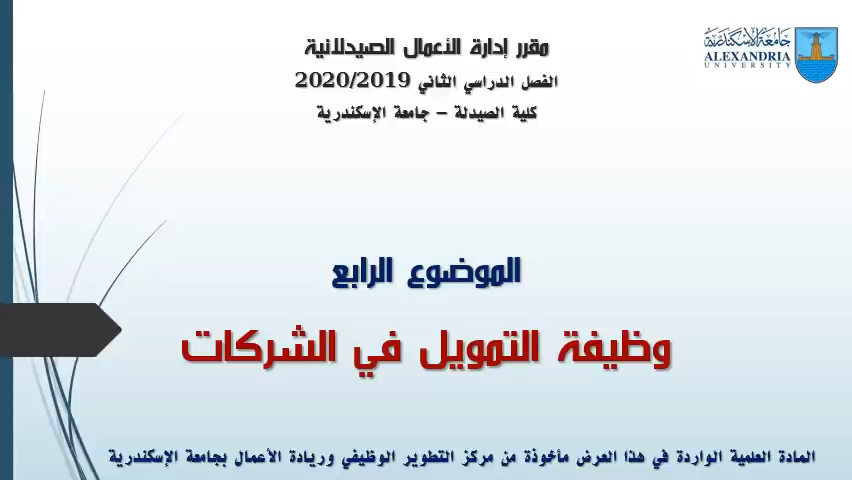 مقرر إدارة الأعمال الصيدلانية
الفصل الدراسي الثاني 2020/2019
كلية الصيدلة – جامعة الإسكندرية
جامعة الإسكندرية
ALEXANDRIA
UNIVERSITY
الموضوع الرابع
وظيفة التمويل في الشركات
المادة العلمية الواردة في هذا العرض مأخوذة من مركز التطوير الوظيفي وريادة الأعمال بجامعة الإسكندرية